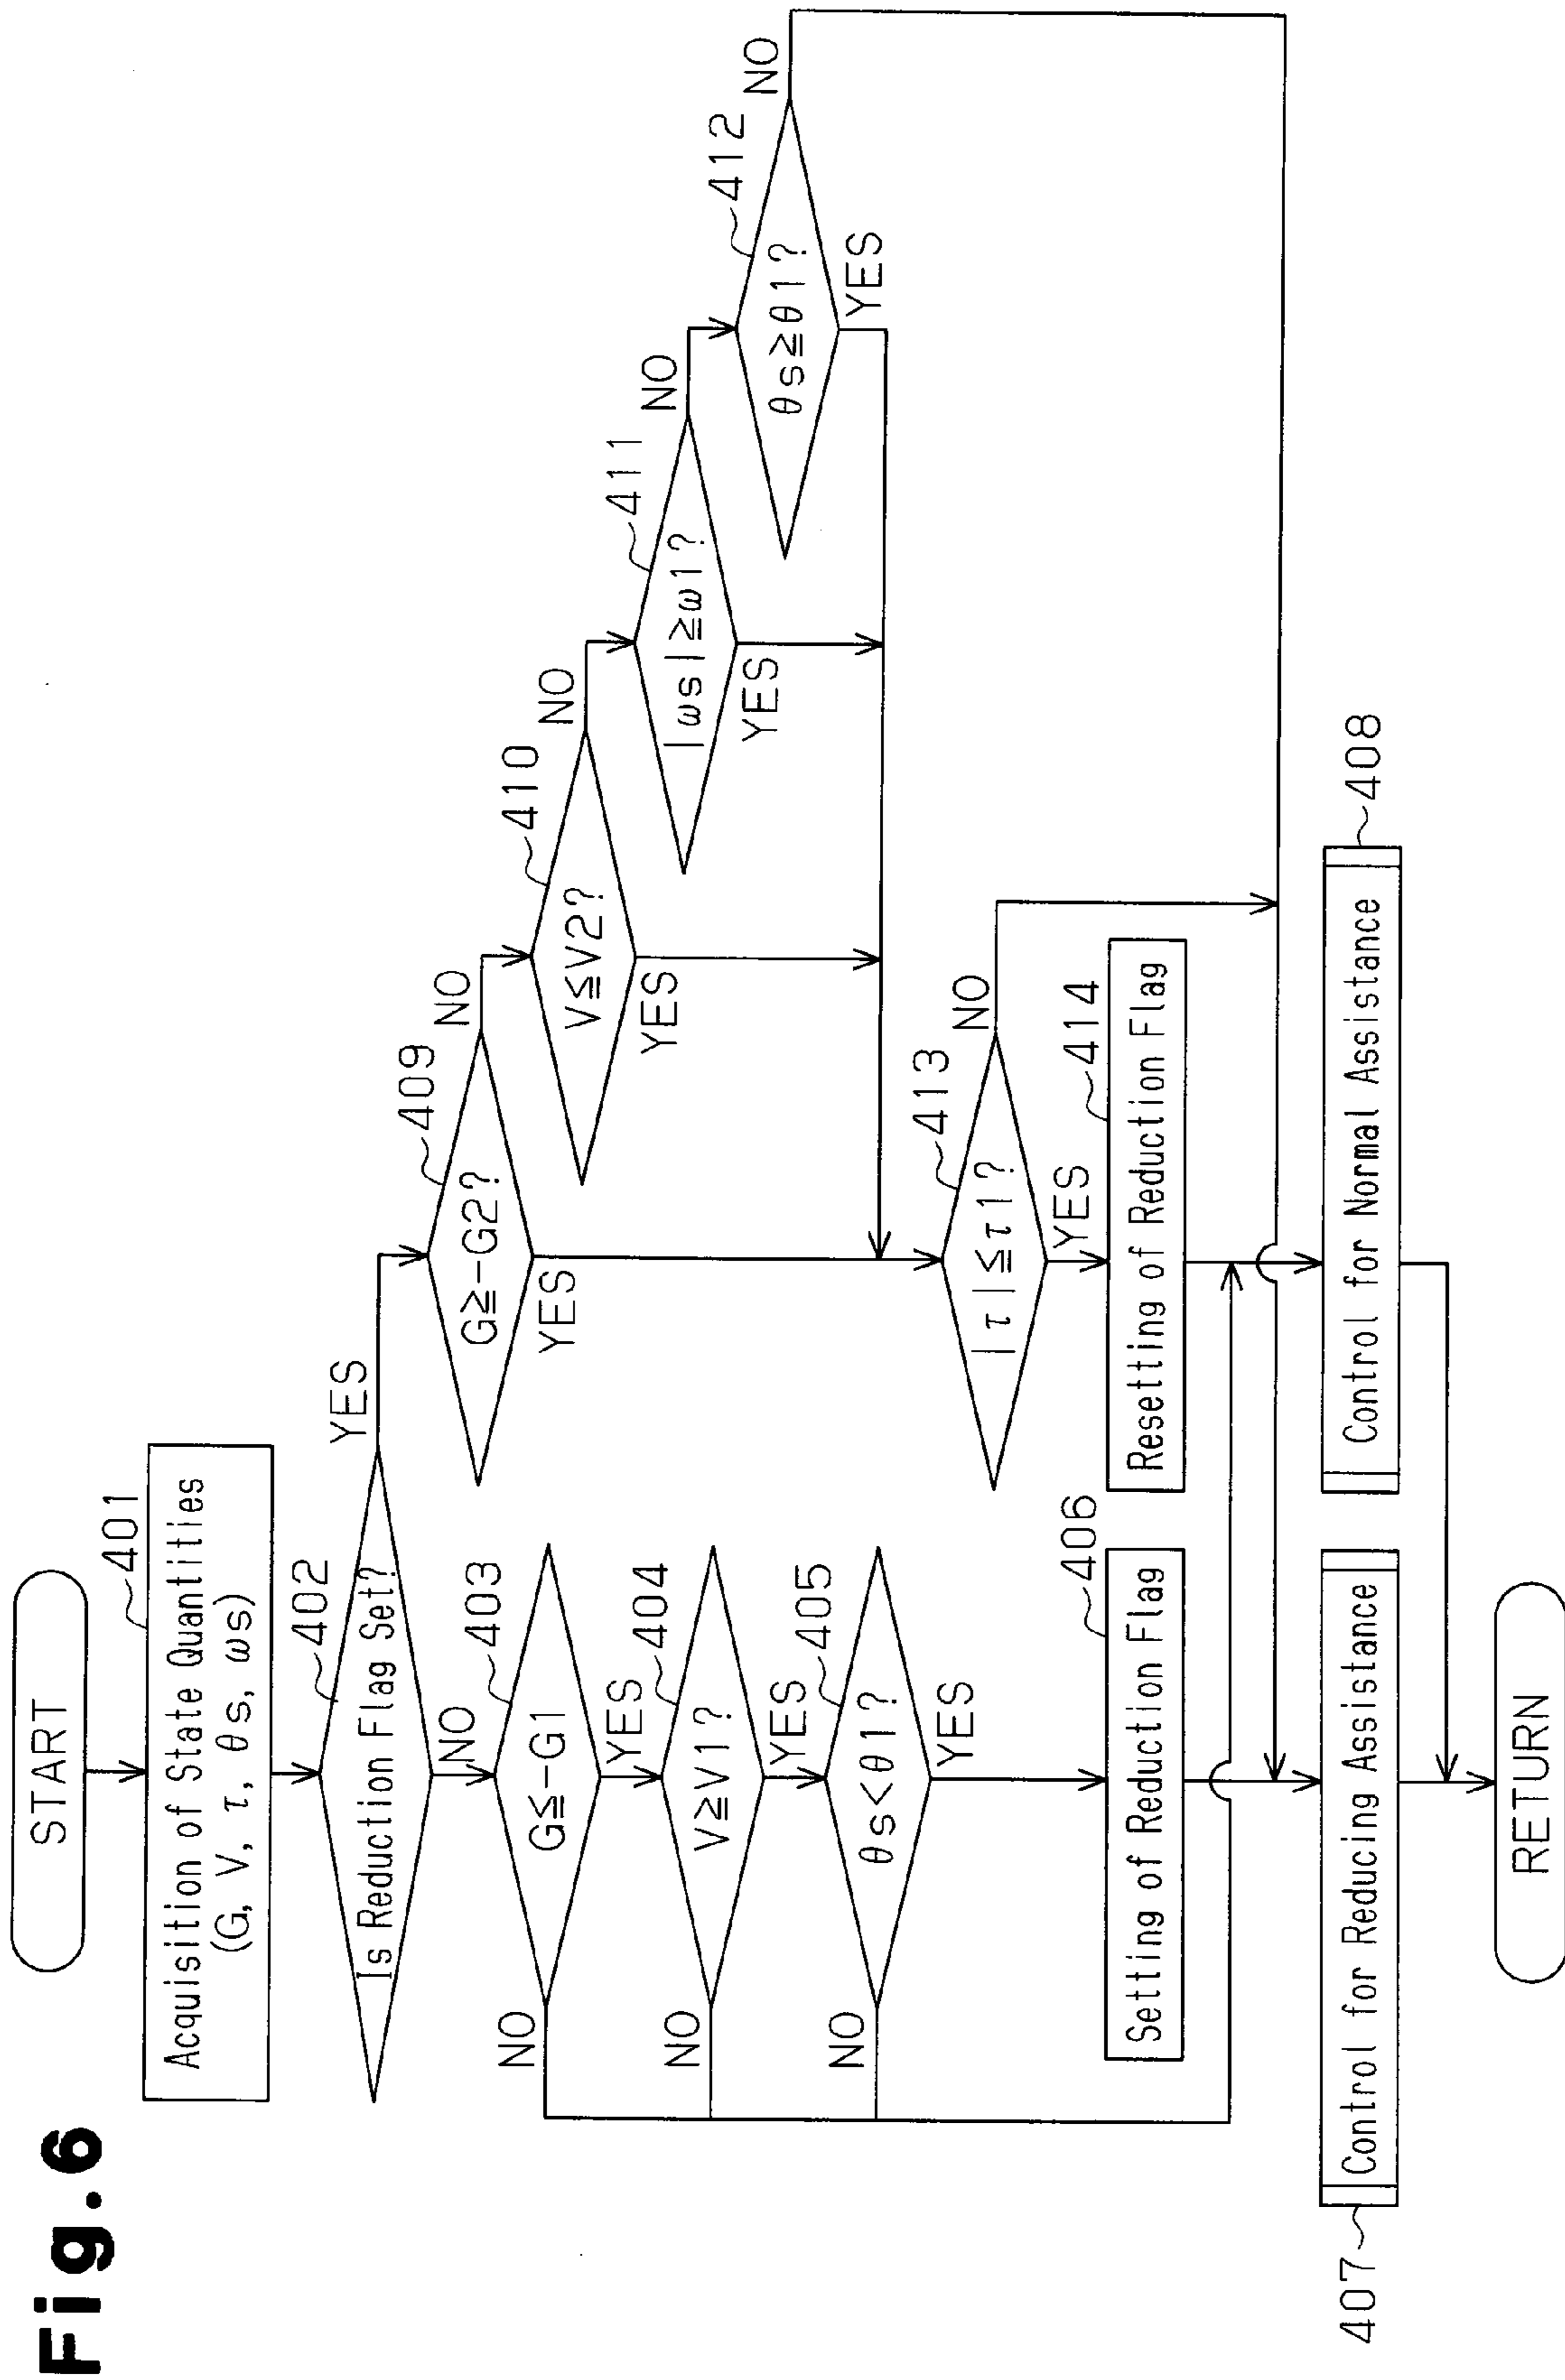 Fig.6
START
401
Acquisition of State Quantities
(G, V, τ, θs, ωs)
402
Is Reduction Flag Set?
YES
NO
403
G≦-G1
NO
YES
404
V≧V1?
NO
YES
405
θs<θ1?
NO
YES
406
Setting of Reduction Flag
407
Control for Reducing Assistance
409
G≧-G2?
NO
YES
410
V≦V2?
NO
YES
411
|ωs|≧ω1?
NO
YES
412
θs≧θ1?
NO
YES
413
|τ|≦τ1?
NO
YES
414
Resetting of Reduction Flag
408
Control for Normal Assistance
RETURN